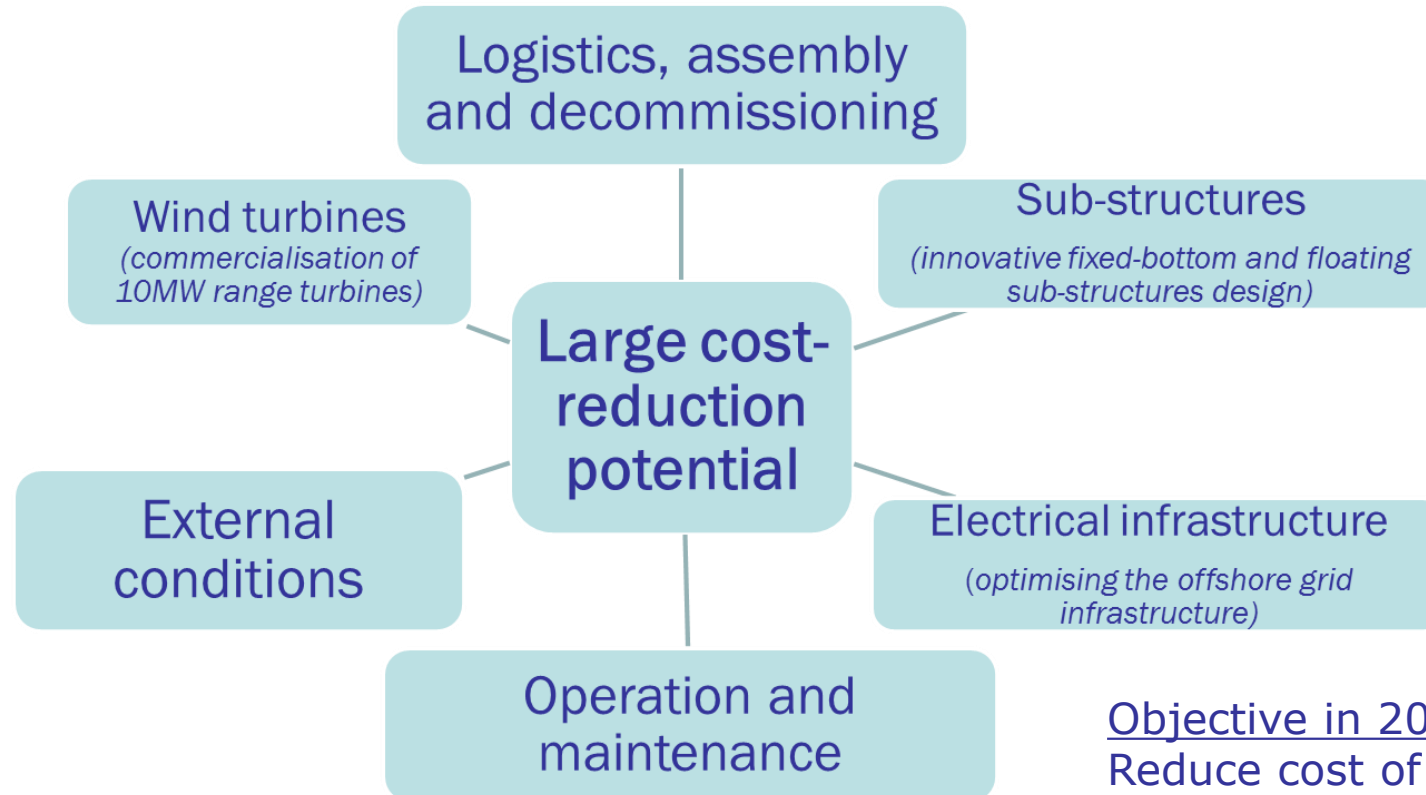 Logistics, assembly
and decommissioning
Wind turbines
(commercialisation of
10MW range turbines)
Sub-structures
(innovative fixed-bottom and floating
sub-structures design)
Large cost-
reduction
potential
External
conditions
Electrical infrastructure
(optimising the offshore grid
infrastructure)
Operation and
maintenance
Objective in 20
Reduce cost of